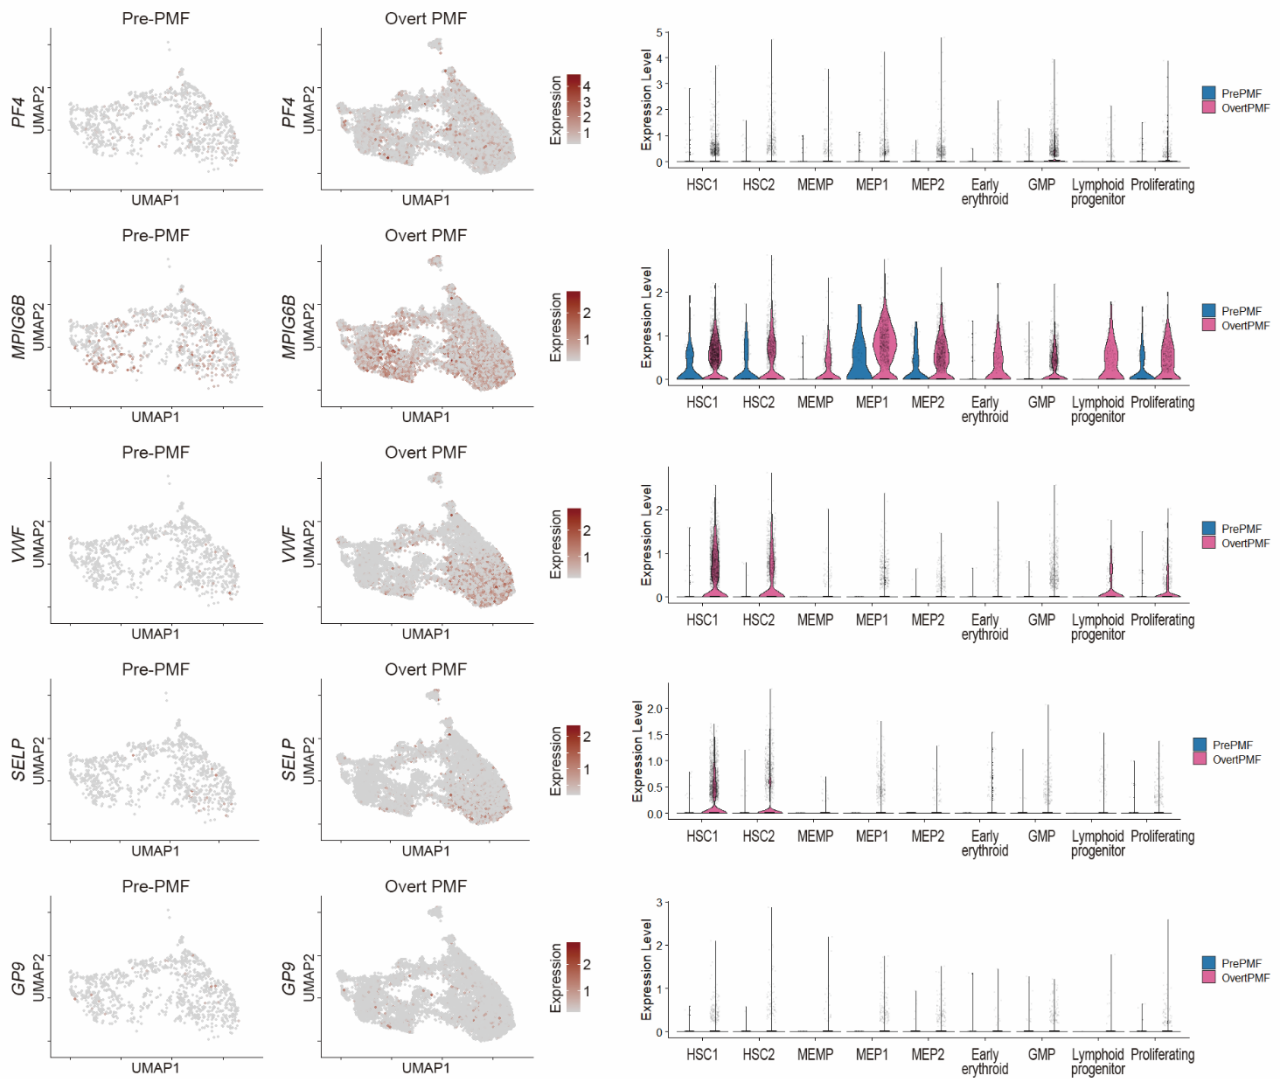 Pre-PMF
Overt PMF
PF4
UMAP2
UMAP1
PF4
UMAP2
UMAP1
Expression
4
3
2
1
Expression Level
5
4
3
2
1
0
HSC1 HSC2 MEMP MEP1 MEP2 Early erythroid GMP Lymphoid progenitor Proliferating
PrePMF
OvertPMF
Pre-PMF
Overt PMF
MPIG6B
UMAP2
UMAP1
MPIG6B
UMAP2
UMAP1
Expression
2
1
Expression Level
2
1
0
HSC1 HSC2 MEMP MEP1 MEP2 Early erythroid GMP Lymphoid progenitor Proliferating
PrePMF
OvertPMF
Pre-PMF
Overt PMF
VWF
UMAP2
UMAP1
VWF
UMAP2
UMAP1
Expression
2
1
Expression Level
2
1
0
HSC1 HSC2 MEMP MEP1 MEP2 Early erythroid GMP Lymphoid progenitor Proliferating
PrePMF
OvertPMF
Pre-PMF
Overt PMF
SELP
UMAP2
UMAP1
SELP
UMAP2
UMAP1
Expression
2
1
Expression Level
2.0
1.5
1.0
0.5
0.0
HSC1 HSC2 MEMP MEP1 MEP2 Early erythroid GMP Lymphoid progenitor Proliferating
PrePMF
OvertPMF
Pre-PMF
Overt PMF
GP9
UMAP2
UMAP1
GP9
UMAP2
UMAP1
Expression
2
1
Expression Level
3
2
1
0
HSC1 HSC2 MEMP MEP1 MEP2 Early erythroid GMP Lymphoid progenitor Proliferating
PrePMF
OvertPMF